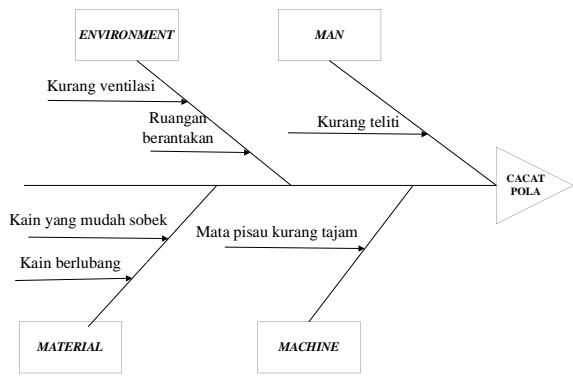 ENVIRONMENT
MAN
Kurang ventilasi
Ruangan
berantakan
Kurang teliti
CACAT
POLA
Kain yang mudah sobek
Mata pisau kurang tajam
Kain berlubang
MATERIAL
MACHINE